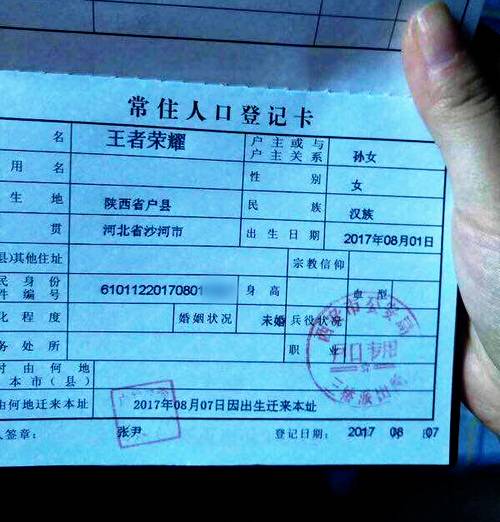 常住人口登记卡
名 王者荣耀 户主或与户主关系 孙女
用名 性别 女
生地 陕西省户县 民族 汉族
贯 河北省沙河市 出生日期 2017年08月01日
县)其他住址 宗教信仰
民身份件编号 61011220170801 身高 血型
化程度 婚姻状况 未婚 兵役状况
务处所 职业
时由何地
本市(县)
由何地迁来本址 2017年08月07日因出生迁来本址
人签章: 张尹 登记日期: 2017 08 07
户口专用